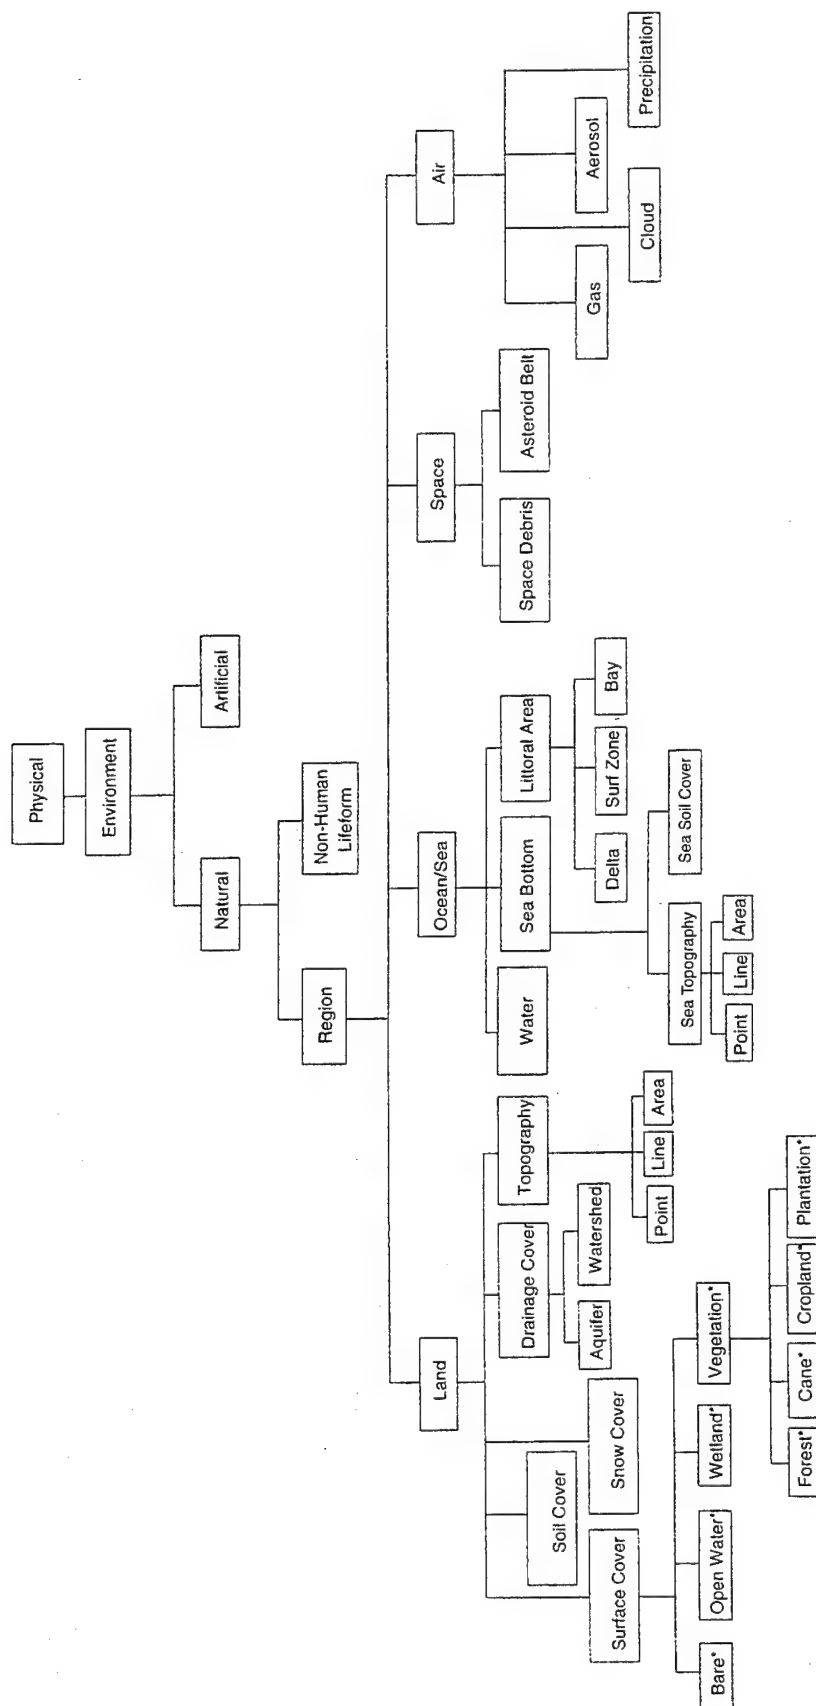 Physical
Environment
Natural
Artificial
Region
Non-Human
Lifeform
Land
Ocean/Sea
Space
Air
Surface Cover
Soil Cover
Snow Cover
Drainage Cover
Topography
Water
Sea Bottom
Littoral Area
Space Debris
Asteroid Belt
Gas
Cloud
Aerosol
Precipitation
Aquifer
Watershed
Point
Line
Area
Delta
Surf Zone
Bay
Sea Topography
Sea Soil Cover
Point
Line
Area
Bare*
Open Water*
Wetland*
Vegetation*
Forest*
Cane*
Cropland*
Plantation*